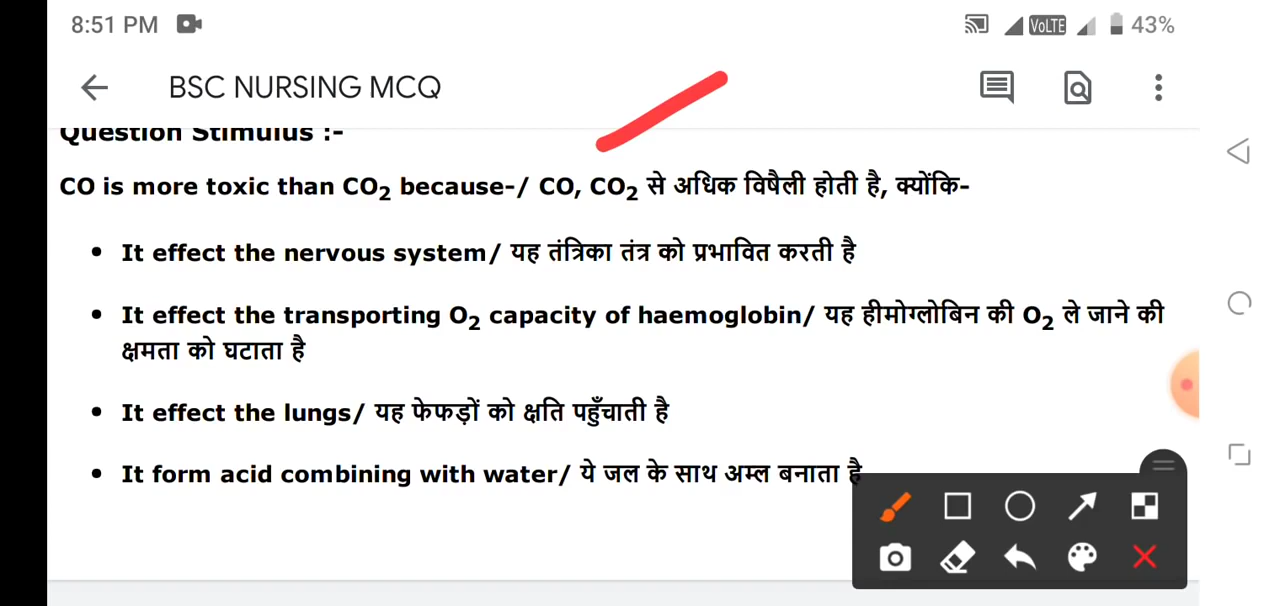 8:51 PM
VoLTE
43%
BSC NURSING MCQ
Question Stimulus :-
CO is more toxic than CO₂ because-/ CO, CO₂ से अधिक विषैली होती है, क्योंकि-
• It effect the nervous system/ यह तंत्रिका तंत्र को प्रभावित करती है
• It effect the transporting O₂ capacity of haemoglobin/ यह हीमोग्लोबिन की O₂ ले जाने की
क्षमता को घटाता है
• It effect the lungs/ यह फेफड़ों को क्षति पहुँचाती है
• It form acid combining with water/ ये जल के साथ अम्ल बनाता है